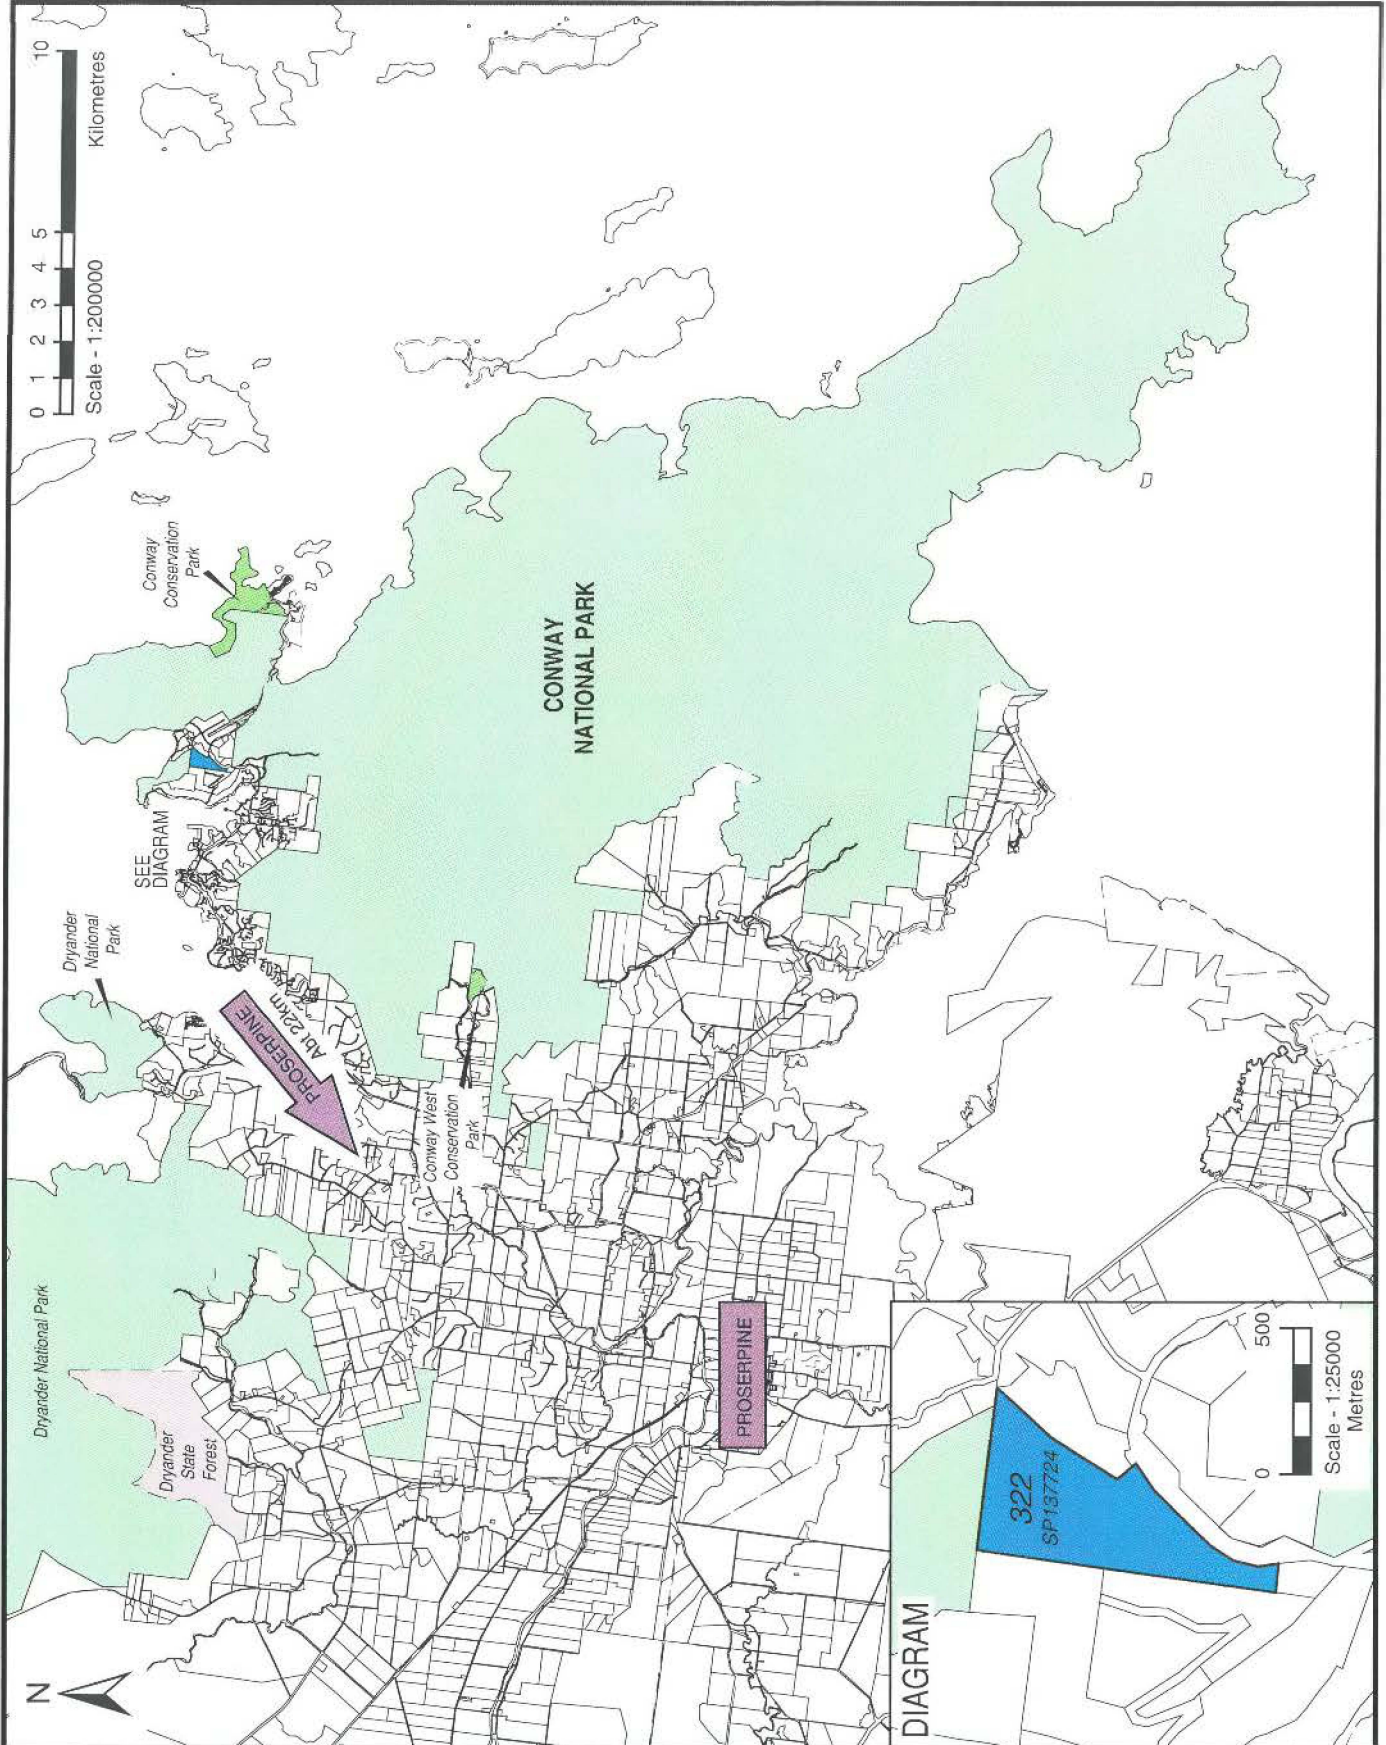 N
Dryander National Park
Dryander
State
Forest
Dryander
National
Park
SEE
DIAGRAM
Conway
Conservation
Park
0 1 2 3 4 5 10
Scale - 1:200000
Kilometres
PROSERPINE
Abt 22km
Conway West
Conservation
Park
CONWAY
NATIONAL PARK
PROSERPINE
DIAGRAM
322
SP137724
0 500
Scale - 1:25000
Metres